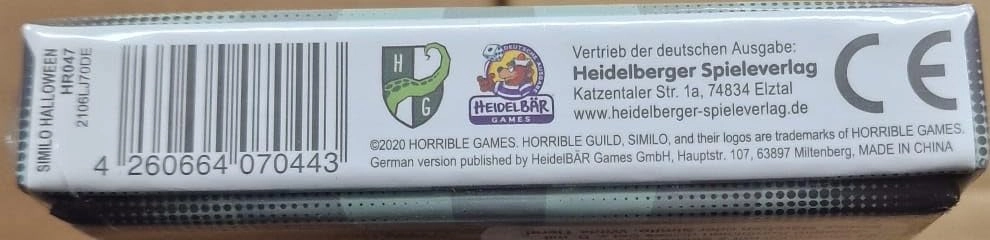 SIMILO HALLOWEEN
HR047
2106LJ70DE
4 260664 070443
H
G
DEUTSCHE AUSGABE
HEIDELBÄR
GAMES
Vertrieb der deutschen Ausgabe:
Heidelberger Spieleverlag
Katzentaler Str. 1a, 74834 Elztal
www.heidelberger-spieleverlag.de
CE
©2020 HORRIBLE GAMES. HORRIBLE GUILD, SIMILO, and their logos are trademarks of HORRIBLE GAMES.
German version published by HeidelBÄR Games GmbH, Hauptstr. 107, 63897 Miltenberg, MADE IN CHINA